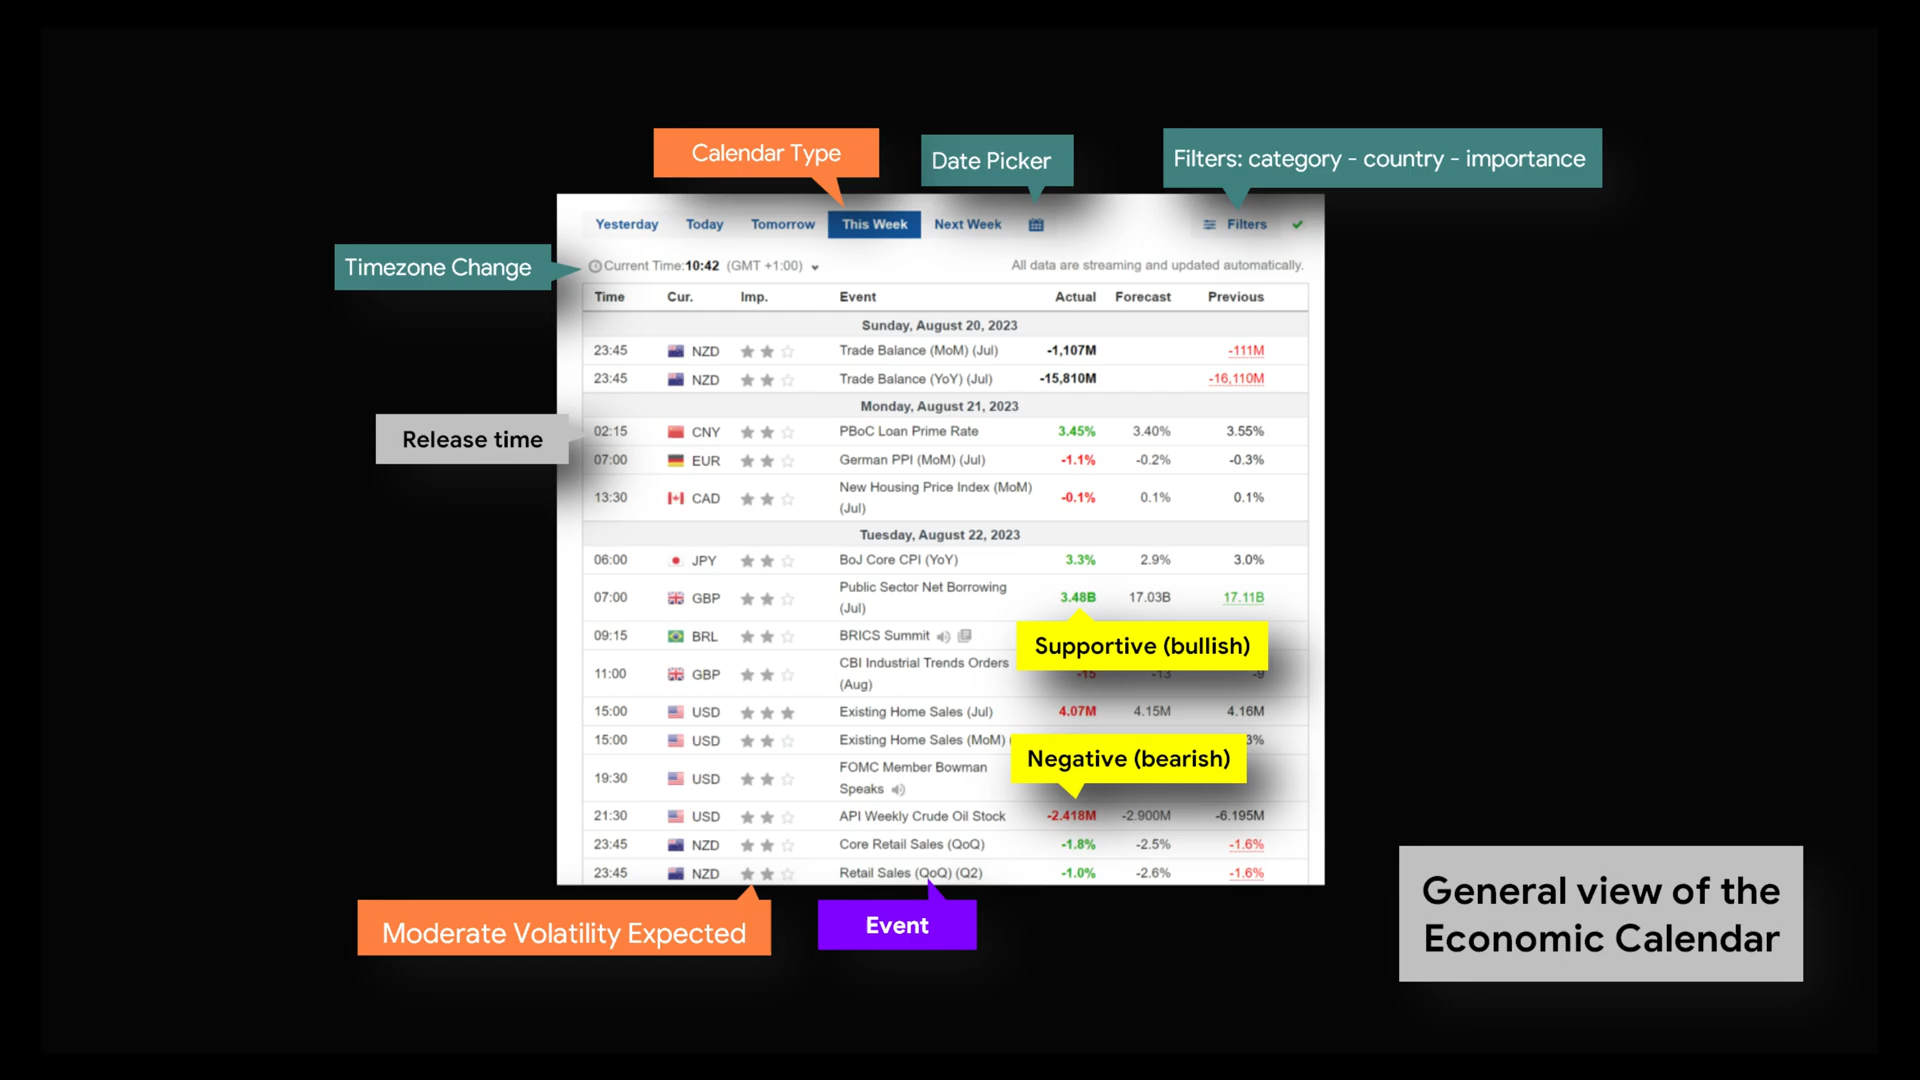 Calendar Type
Date Picker
Filters: category - country - importance
Yesterday Today Tomorrow This Week Next Week Filters
Timezone Change
Current Time:10:42 (GMT +1:00) All data are streaming and updated automatically.
Time Cur. Imp. Event Actual Forecast Previous
Sunday, August 20, 2023
23:45 NZD Trade Balance (MoM) (Jul) -1,107M -111M
23:45 NZD Trade Balance (YoY) (Jul) -15,810M -16,110M
Monday, August 21, 2023
Release time
02:15 CNY PBoC Loan Prime Rate 3.45% 3.40% 3.55%
07:00 EUR German PPI (MoM) (Jul) -1.1% -0.2% -0.3%
13:30 CAD New Housing Price Index (MoM) -0.1% 0.1% 0.1%
(Jul)
Tuesday, August 22, 2023
06:00 JPY BoJ Core CPI (YoY) 3.3% 2.9% 3.0%
07:00 GBP Public Sector Net Borrowing 3.48B 17.03B 17.11B
(Jul)
09:15 BRL BRICS Summit
Supportive (bullish)
11:00 GBP CBI Industrial Trends Orders -15 -13 -9
(Aug)
15:00 USD Existing Home Sales (Jul) 4.07M 4.15M 4.16M
15:00 USD Existing Home Sales (MoM) ( 3%
Negative (bearish)
19:30 USD FOMC Member Bowman
Speaks
21:30 USD API Weekly Crude Oil Stock -2.418M -2.900M -6.195M
23:45 NZD Core Retail Sales (QoQ) -1.8% -2.5% -1.6%
23:45 NZD Retail Sales (QoQ) (Q2) -1.0% -2.6% -1.6%
Moderate Volatility Expected
Event
General view of the
Economic Calendar